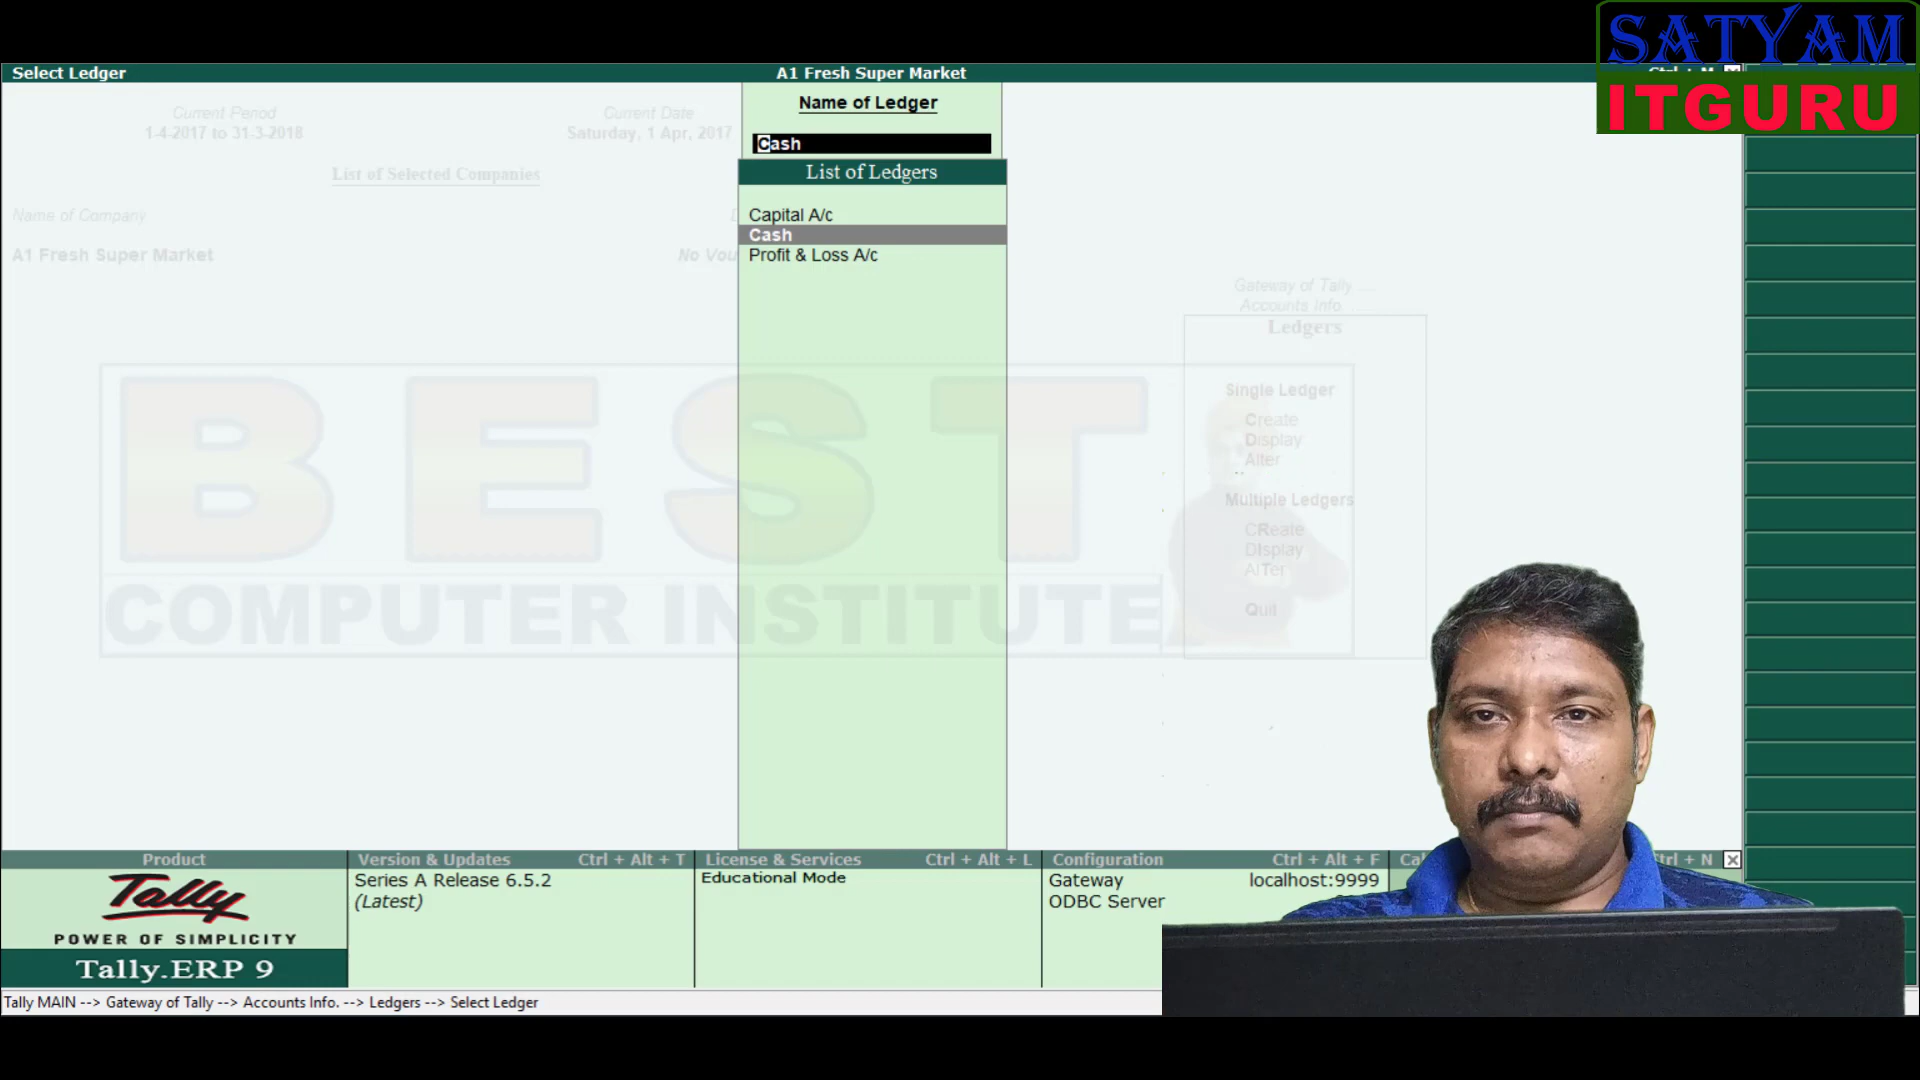 SATYAM
ITGURU
Select Ledger
A1 Fresh Super Market
Ctrl + M
Current Period
1-4-2017 to 31-3-2018
Current Date
Saturday, 1 Apr, 2017
Name of Ledger
Cash
List of Ledgers
Capital A/c
Cash
Profit & Loss A/c
List of Selected Companies
Name of Company
A1 Fresh Super Market
No Vou
Gateway of Tally .....
Accounts Info. .....
Ledgers
Single Ledger
Create
Display
Alter
Multiple Ledgers
CReate
DIsplay
AlTer
Quit
BEST
COMPUTER INSTITUTE
Product
Tally
POWER OF SIMPLICITY
Tally.ERP 9
Version & Updates
Ctrl + Alt + T
Series A Release 6.5.2
(Latest)
License & Services
Ctrl + Alt + L
Educational Mode
Configuration
Ctrl + Alt + F
Gateway
localhost:9999
ODBC Server
Cal
Ctrl + N
Tally MAIN --> Gateway of Tally --> Accounts Info. --> Ledgers --> Select Ledger